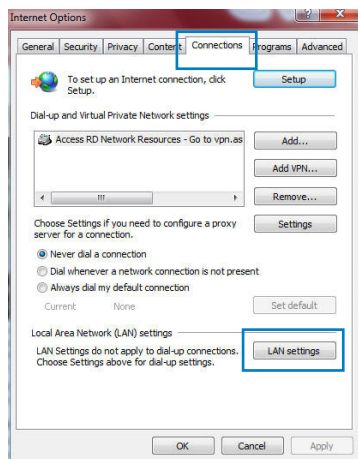 Internet Options
General Security Privacy Content Connections Programs Advanced
To set up an Internet connection, click
Setup.
Setup
Dial-up and Virtual Private Network settings
Access RD Network Resources - Go to vpn.as
Add...
Add VPN...
Remove...
Choose Settings if you need to configure a proxy
server for a connection.
Settings
Never dial a connection
Dial whenever a network connection is not present
Always dial my default connection
Current None
Set default
Local Area Network (LAN) settings
LAN Settings do not apply to dial-up connections.
Choose Settings above for dial-up settings.
LAN settings
OK Cancel Apply